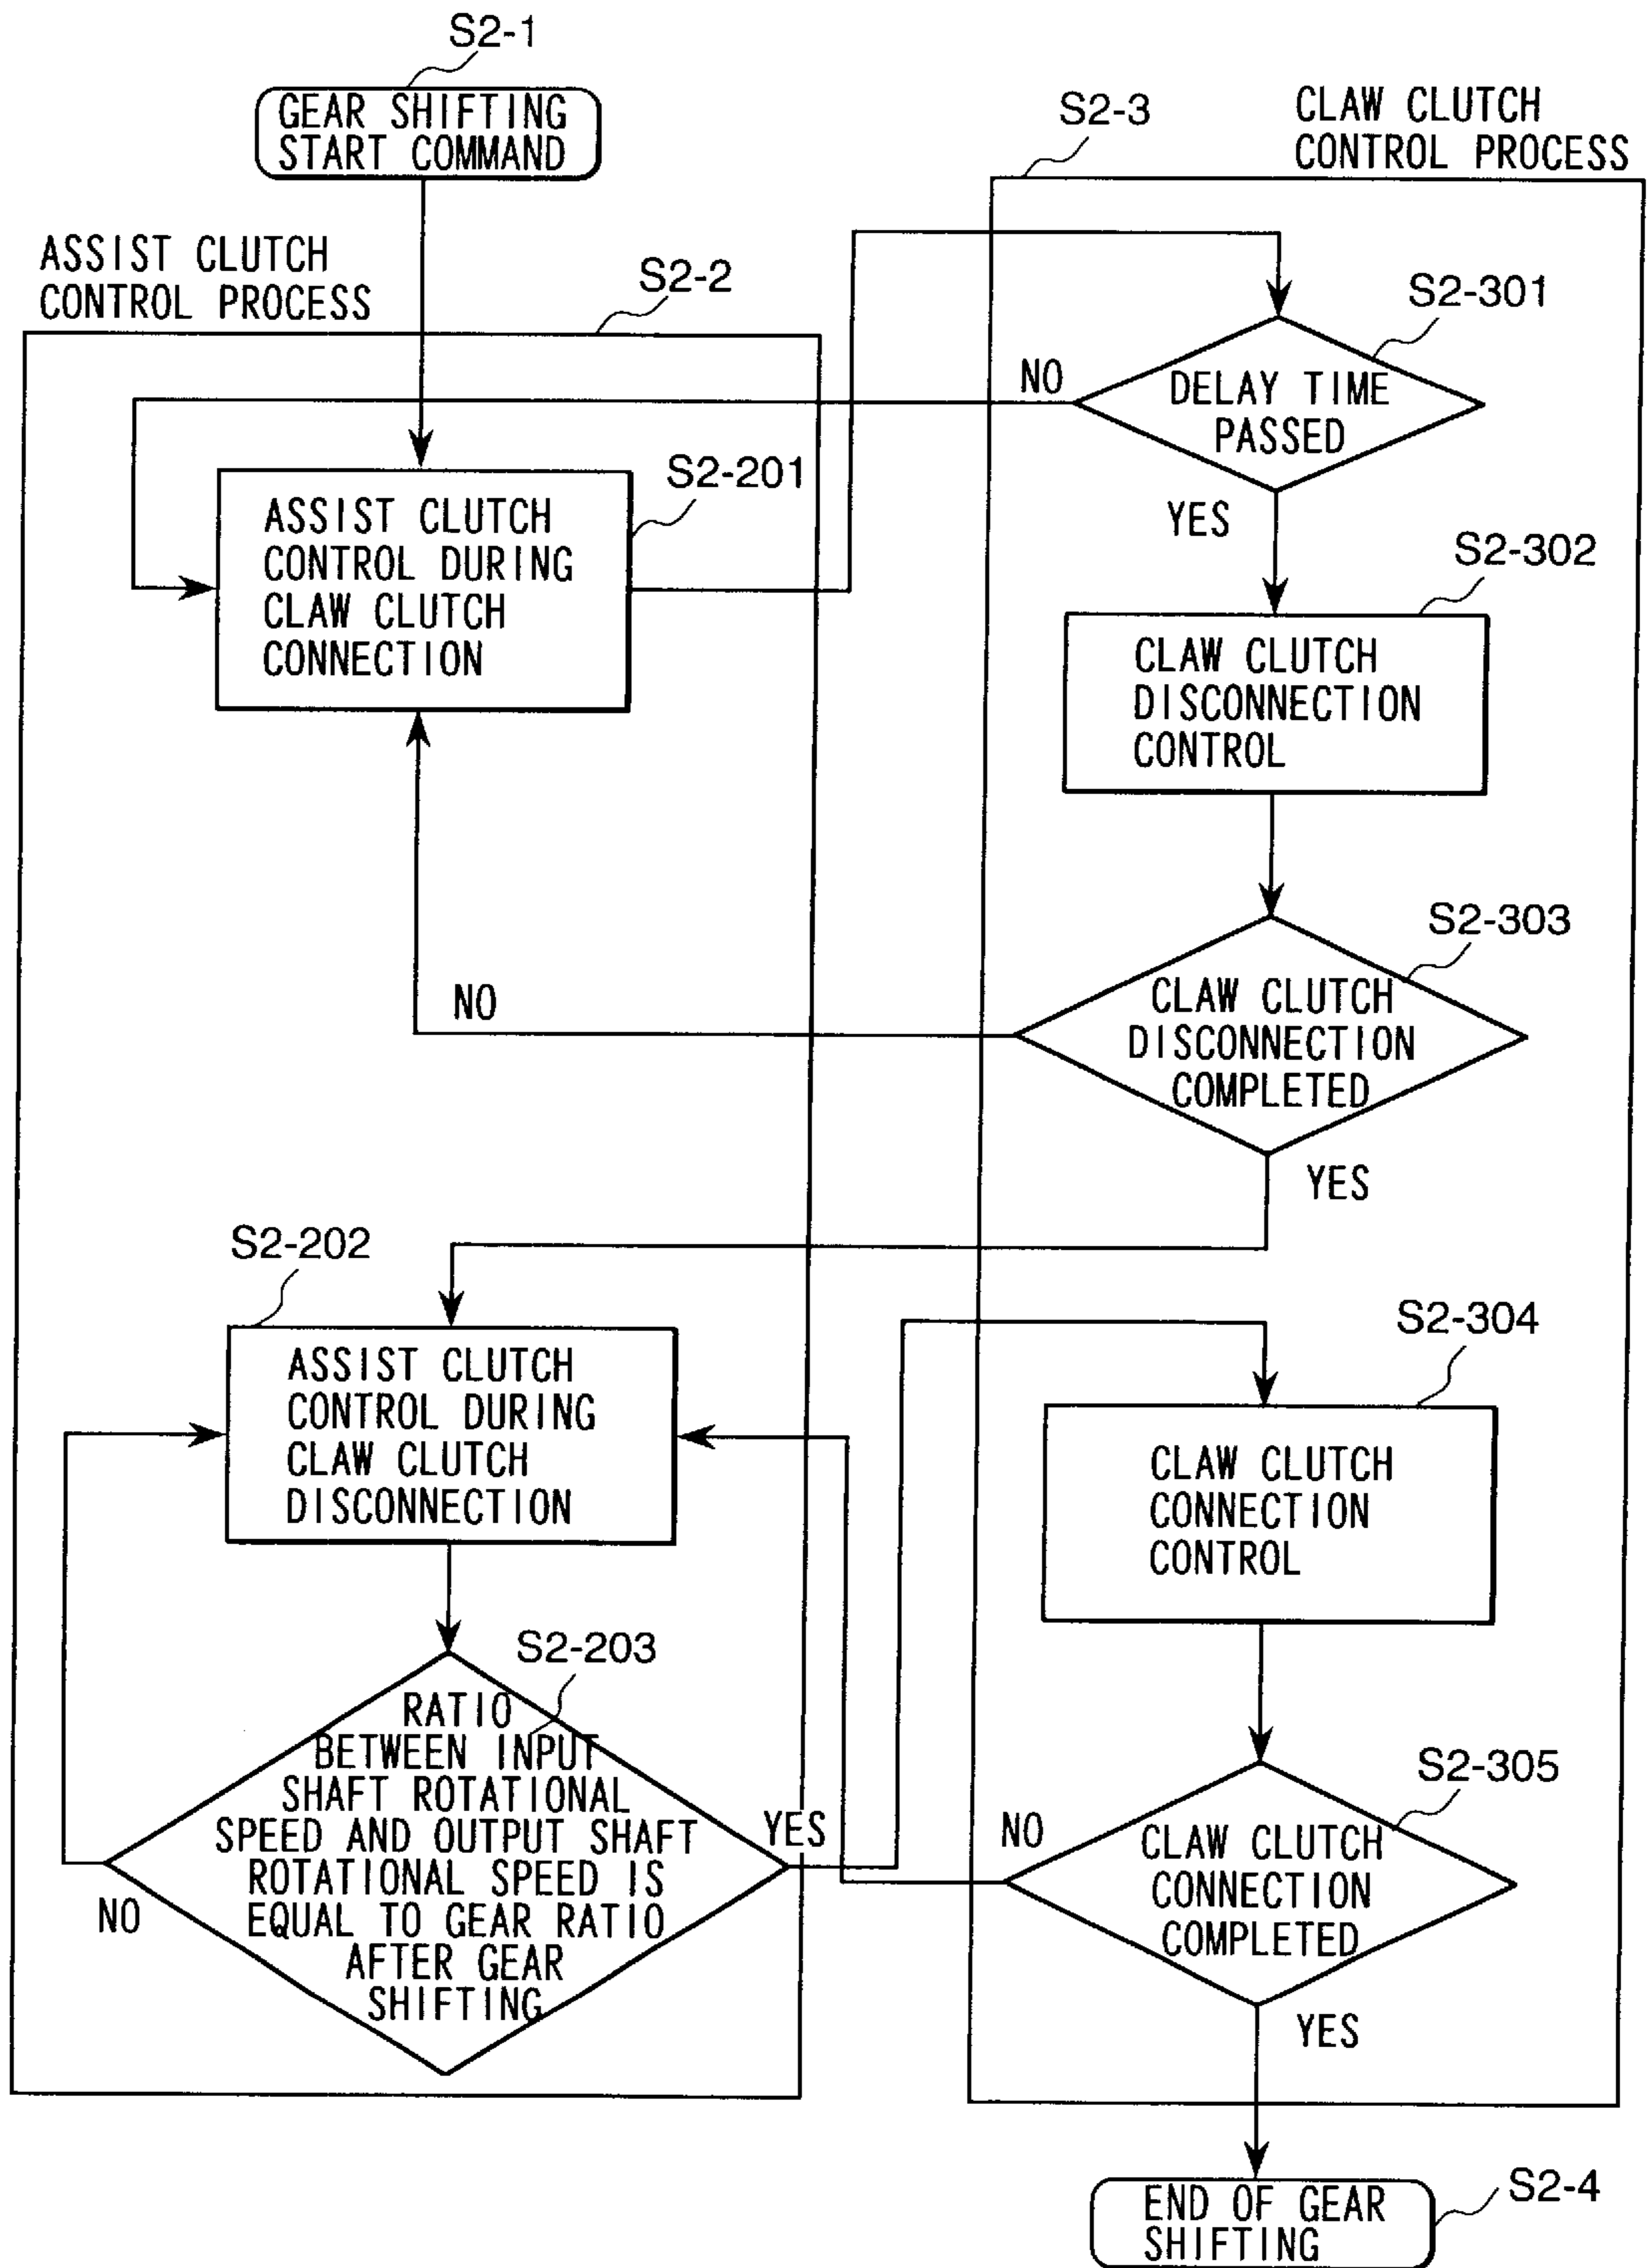 S2-1
GEAR SHIFTING
START COMMAND
S2-3
CLAW CLUTCH
CONTROL PROCESS
ASSIST CLUTCH
CONTROL PROCESS
S2-2
S2-301
NO
DELAY TIME
PASSED
YES
S2-201
ASSIST CLUTCH
CONTROL DURING
CLAW CLUTCH
CONNECTION
S2-302
CLAW CLUTCH
DISCONNECTION
CONTROL
S2-303
NO
CLAW CLUTCH
DISCONNECTION
COMPLETED
YES
S2-202
ASSIST CLUTCH
CONTROL DURING
CLAW CLUTCH
DISCONNECTION
S2-304
CLAW CLUTCH
CONNECTION
CONTROL
S2-203
RATIO
BETWEEN INPUT
SHAFT ROTATIONAL
SPEED AND OUTPUT SHAFT
ROTATIONAL SPEED IS
EQUAL TO GEAR RATIO
AFTER GEAR
SHIFTING
YES
NO
S2-305
NO
CLAW CLUTCH
CONNECTION
COMPLETED
YES
S2-4
END OF GEAR
SHIFTING